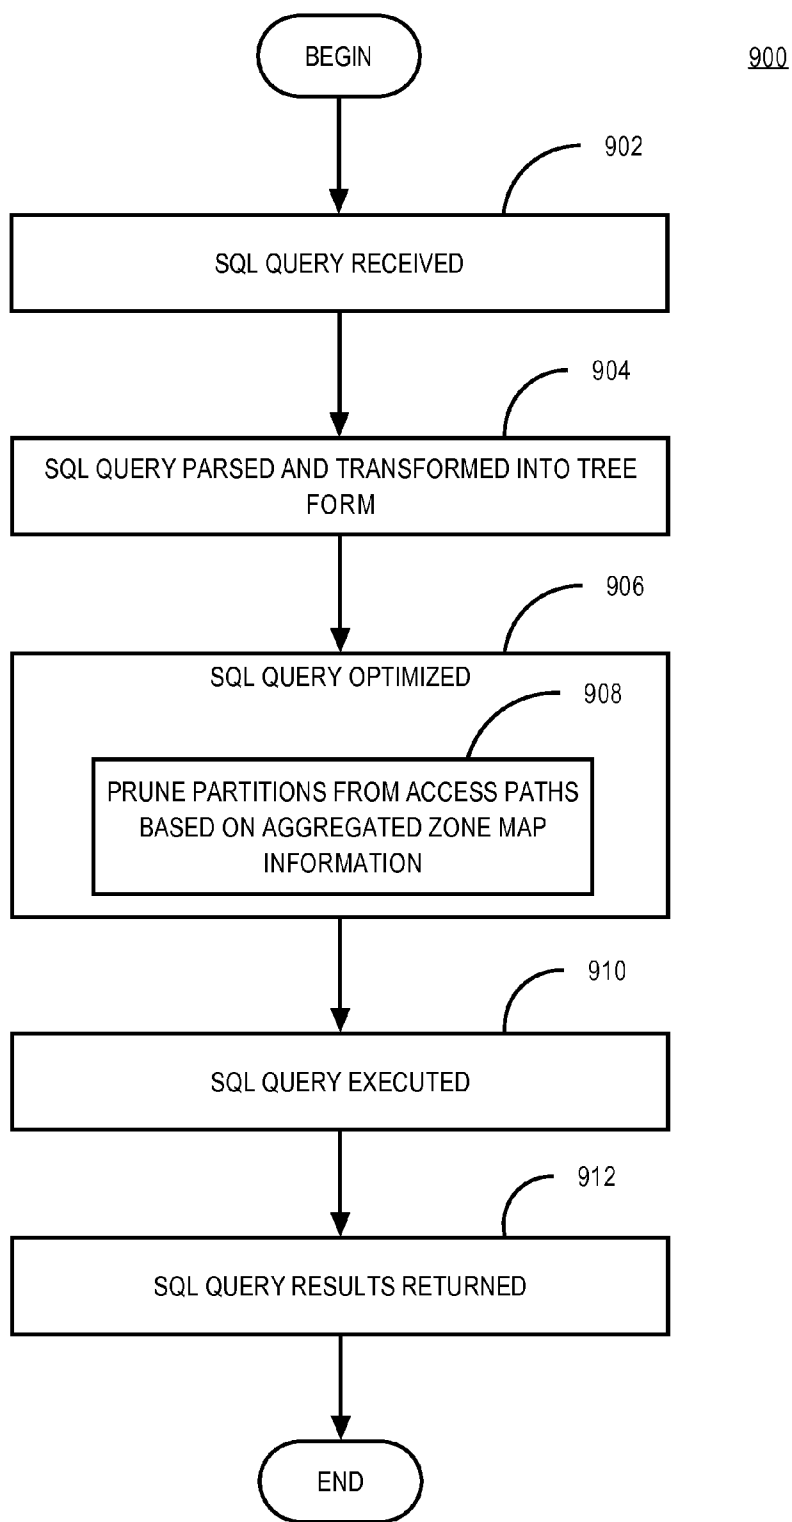 BEGIN
900
902
SQL QUERY RECEIVED
904
SQL QUERY PARSED AND TRANSFORMED INTO TREE
FORM
906
SQL QUERY OPTIMIZED
908
PRUNE PARTITIONS FROM ACCESS PATHS
BASED ON AGGREGATED ZONE MAP
INFORMATION
910
SQL QUERY EXECUTED
912
SQL QUERY RESULTS RETURNED
END